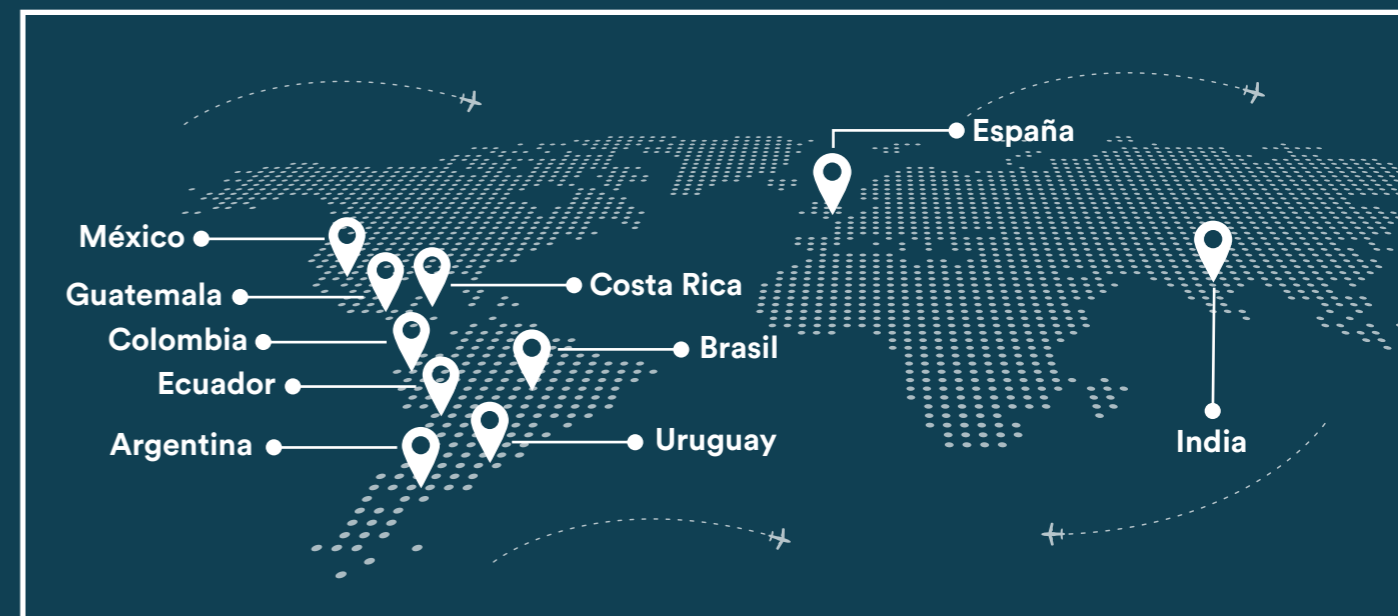 España
México
Guatemala
Costa Rica
Colombia
Brasil
Ecuador
Argentina
Uruguay
India